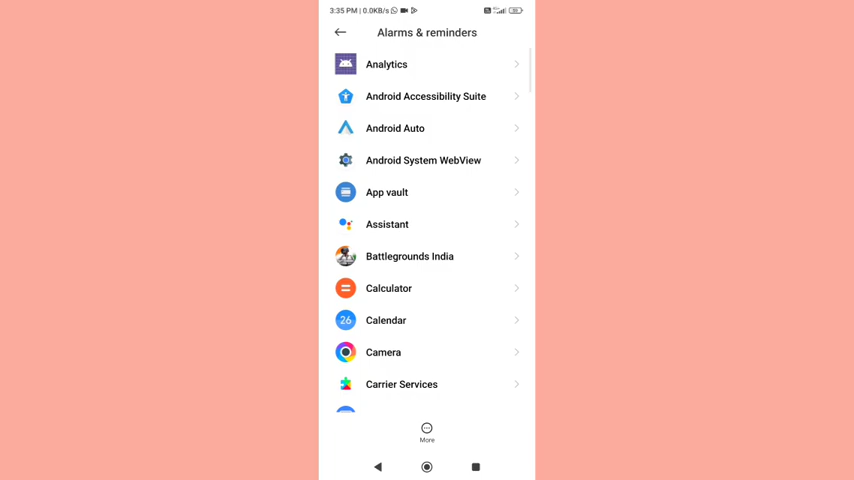 3:35 PM | 0.0KB/s
Alarms & reminders
Analytics
Android Accessibility Suite
Android Auto
Android System WebView
App vault
Assistant
Battlegrounds India
Calculator
26
Calendar
Camera
Carrier Services
More